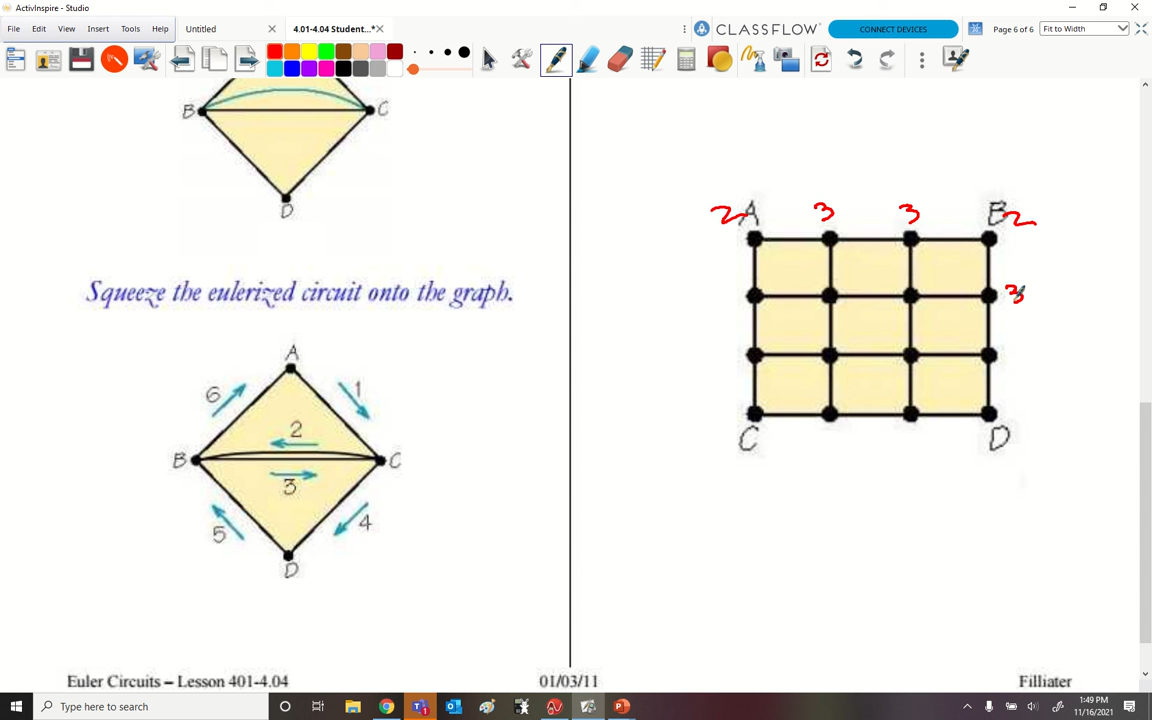 ActivInspire - Studio
File Edit View Insert Tools Help
Untitled
4.01-4.04 Student...*
CLASSFLOW
CONNECT DEVICES
Page 6 of 6
Fit to Width
B C
D
Squeeze the eulerized circuit onto the graph.
A
6 1
2
B C
3
5 4
D
2 A 3 3 B 2
3
C D
Euler Circuits – Lesson 401-4.04
01/03/11
Filliater
Type here to search
1
1:49 PM
11/16/2021